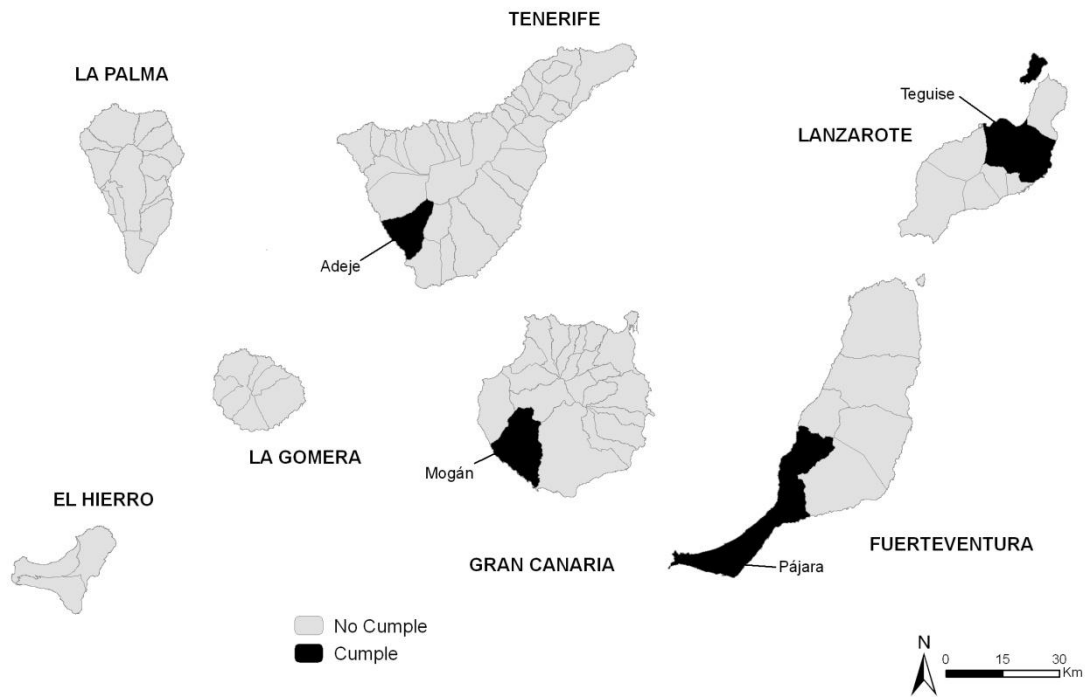 TENERIFE
LA PALMA
Teguise
LANZAROTE
Adeje
LA GOMERA
Mogán
EL HIERRO
GRAN CANARIA
FUERTEVENTURA
Pájara
No Cumple
Cumple
N
0 15 30
Km